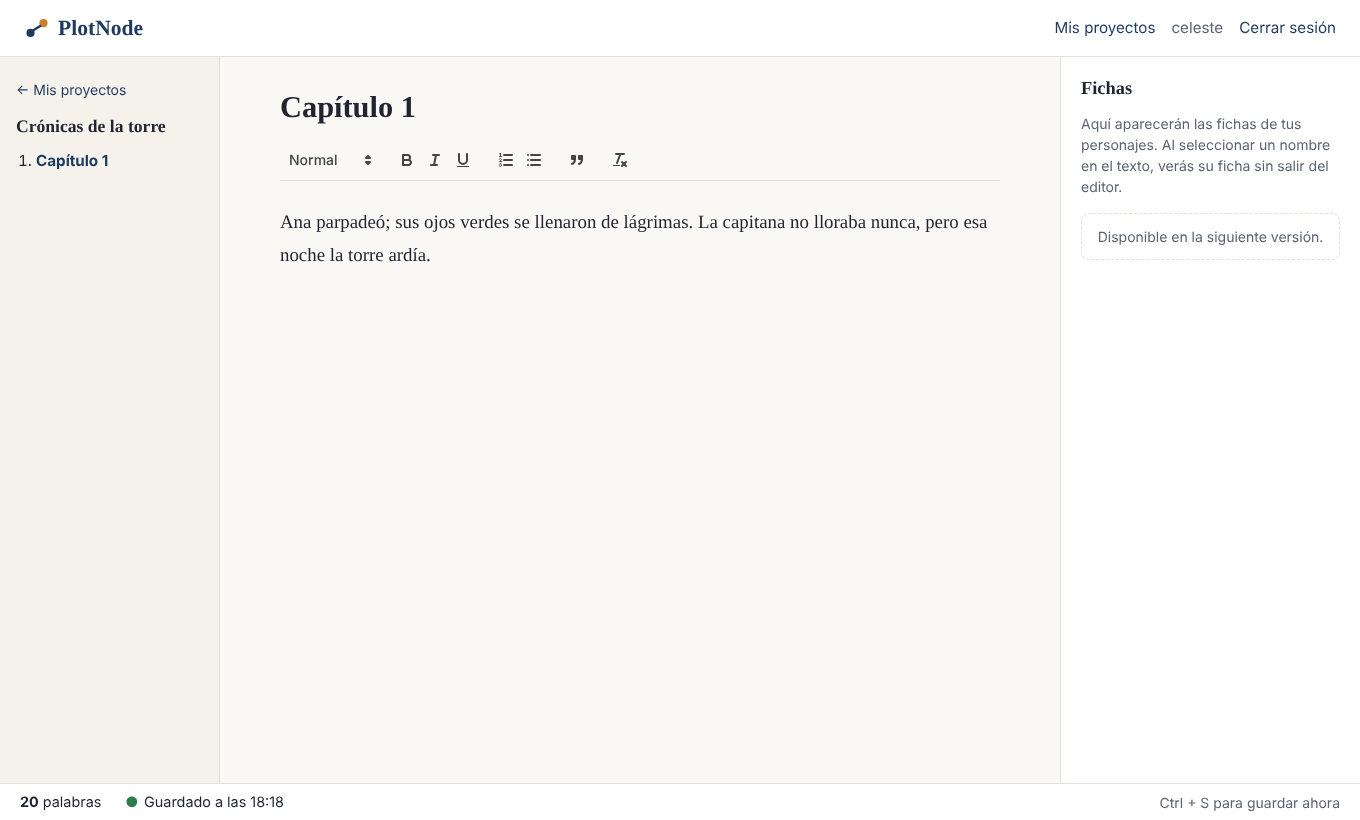 PlotNode
Mis proyectos celeste Cerrar sesión
← Mis proyectos
Crónicas de la torre
1. Capítulo 1
Capítulo 1
Normal
Ana parpadeó; sus ojos verdes se llenaron de lágrimas. La capitana no lloraba nunca, pero esa
noche la torre ardía.
Fichas
Aquí aparecerán las fichas de tus
personajes. Al seleccionar un nombre
en el texto, verás su ficha sin salir del
editor.
Disponible en la siguiente versión.
20 palabras
Guardado a las 18:18
Ctrl + S para guardar ahora